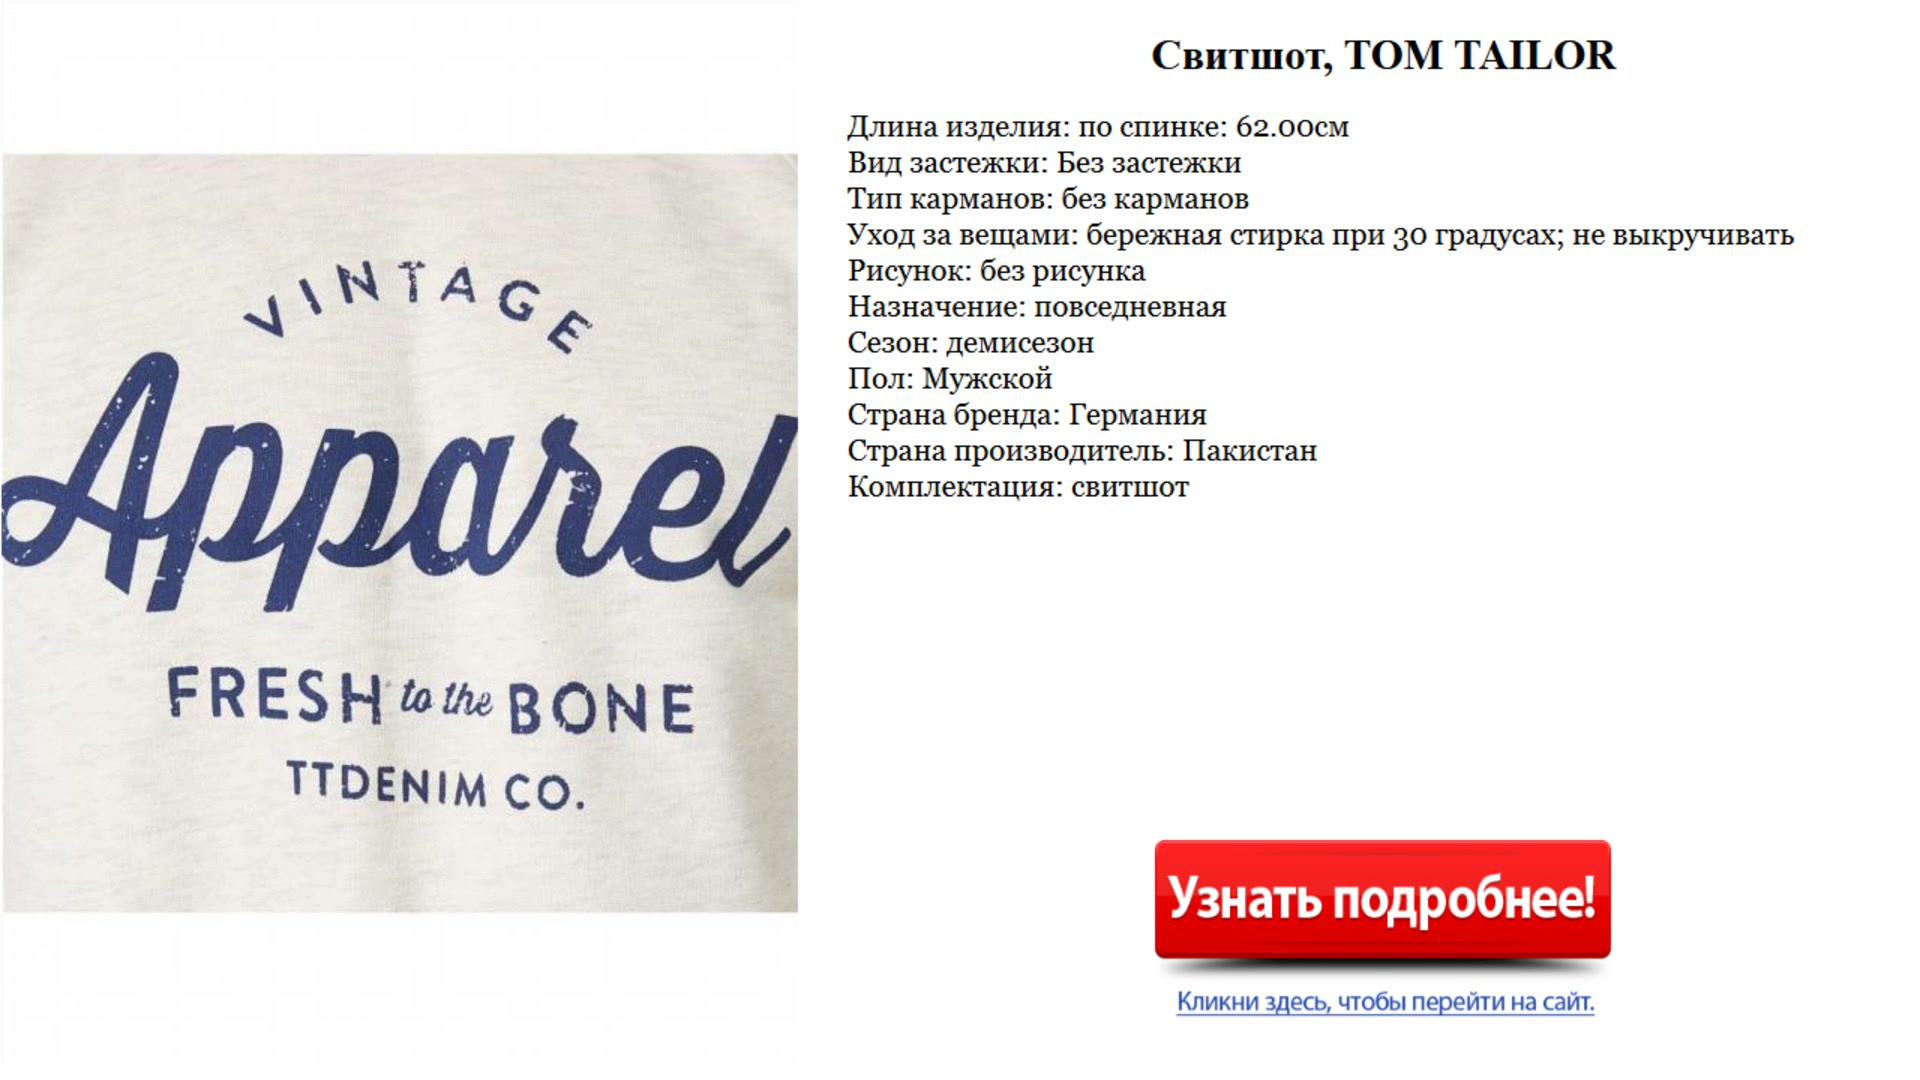 VINTAGE
Apparel
FRESH to the BONE
TTDENIM CO.
Свитшот, TOM TAILOR
Длина изделия: по спинке: 62.00см
Вид застежки: Без застежки
Тип карманов: без карманов
Уход за вещами: бережная стирка при 30 градусах; не выкручивать
Рисунок: без рисунка
Назначение: повседневная
Сезон: демисезон
Пол: Мужской
Страна бренда: Германия
Страна производитель: Пакистан
Комплектация: свитшот
Узнать подробнее!
Кликни здесь, чтобы перейти на сайт.